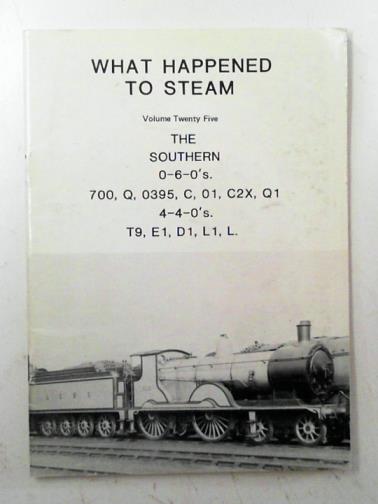 WHAT HAPPENED
TO STEAM
Volume Twenty Five
THE
SOUTHERN
0-6-0's.
700, Q, 0395, C, 01, C2X, Q1
4-4-0's.
T9, E1, D1, L1, L.